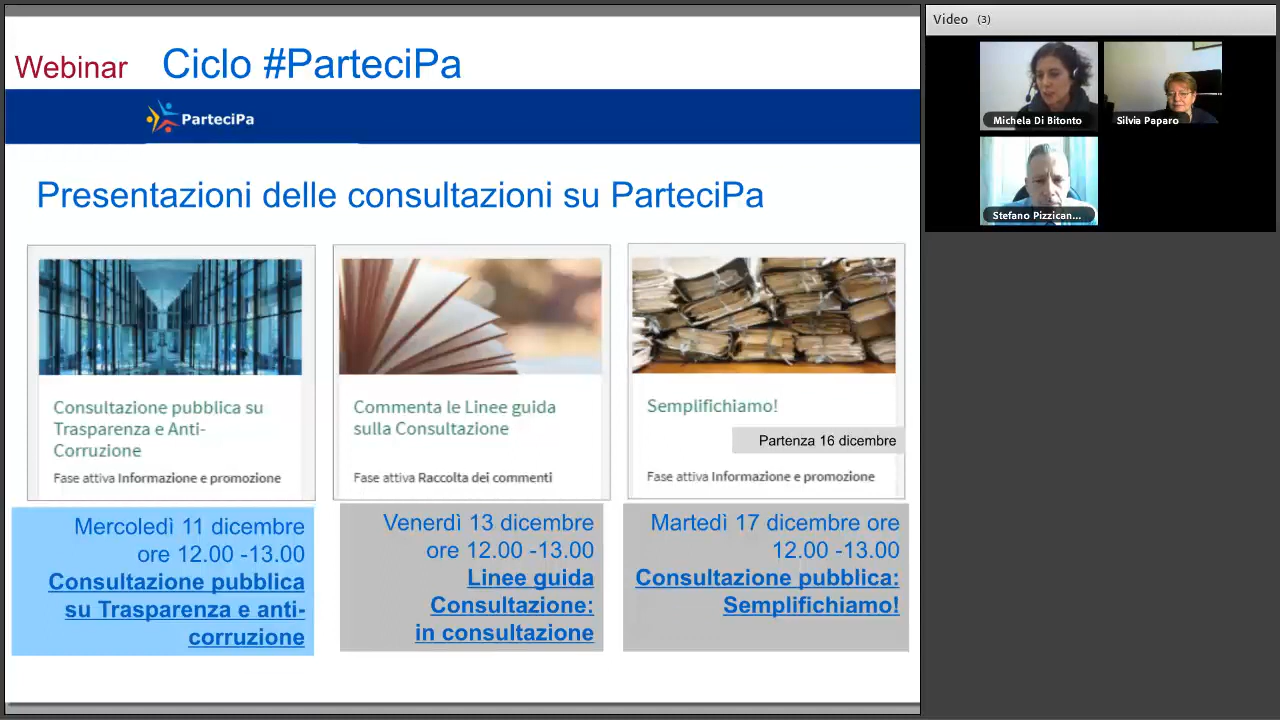 Webinar Ciclo #ParteciPa
ParteciPa
Presentazioni delle consultazioni su ParteciPa
Consultazione pubblica su
Trasparenza e Anti-
Corruzione
Fase attiva Informazione e promozione
Mercoledì 11 dicembre
ore 12.00 -13.00
Consultazione pubblica
su Trasparenza e anti-
corruzione
Commenta le Linee guida
sulla Consultazione
Fase attiva Raccolta dei commenti
Venerdì 13 dicembre
ore 12.00 -13.00
Linee guida
Consultazione:
in consultazione
Semplifichiamo!
Partenza 16 dicembre
Fase attiva Informazione e promozione
Martedì 17 dicembre ore
12.00 -13.00
Consultazione pubblica:
Semplifichiamo!
Video (3)
Michela Di Bitonto
Silvia Paparo
Stefano Pizzican...